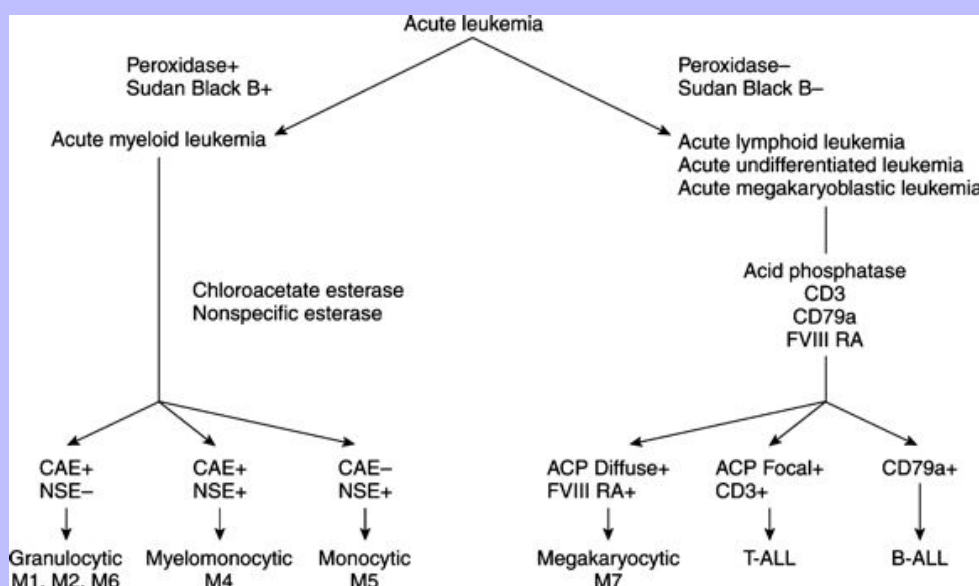 Acute leukemia
Peroxidase+
Sudan Black B+
Peroxidase–
Sudan Black B–
Acute myeloid leukemia
Acute lymphoid leukemia
Acute undifferentiated leukemia
Acute megakaryoblastic leukemia
Chloroacetate esterase
Nonspecific esterase
Acid phosphatase
CD3
CD79a
FVIII RA
CAE+
NSE–
CAE+
NSE+
CAE–
NSE+
ACP Diffuse+
FVIII RA+
ACP Focal+
CD3+
CD79a+
Granulocytic
M1, M2, M6
Myelomonocytic
M4
Monocytic
M5
Megakaryocytic
M7
T-ALL
B-ALL